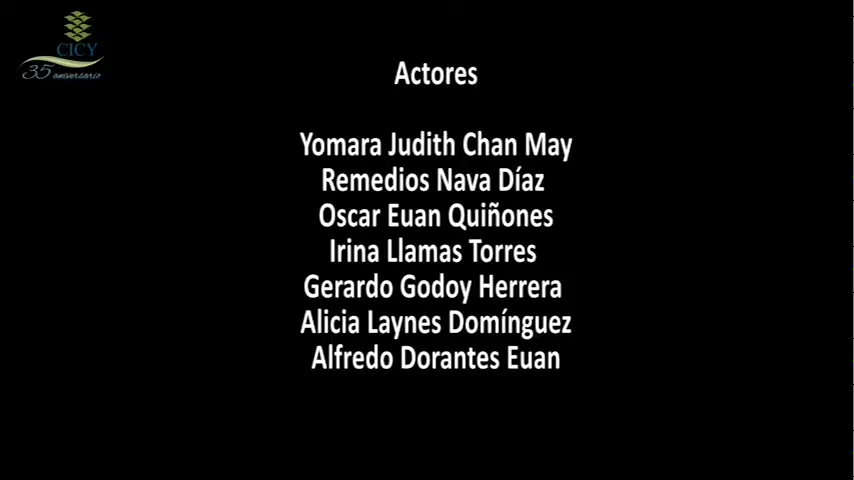 CICY
35 aniversario
Actores
Yomara Judith Chan May
Remedios Nava Díaz
Oscar Euan Quiñones
Irina Llamas Torres
Gerardo Godoy Herrera
Alicia Laynes Domínguez
Alfredo Dorantes Euan